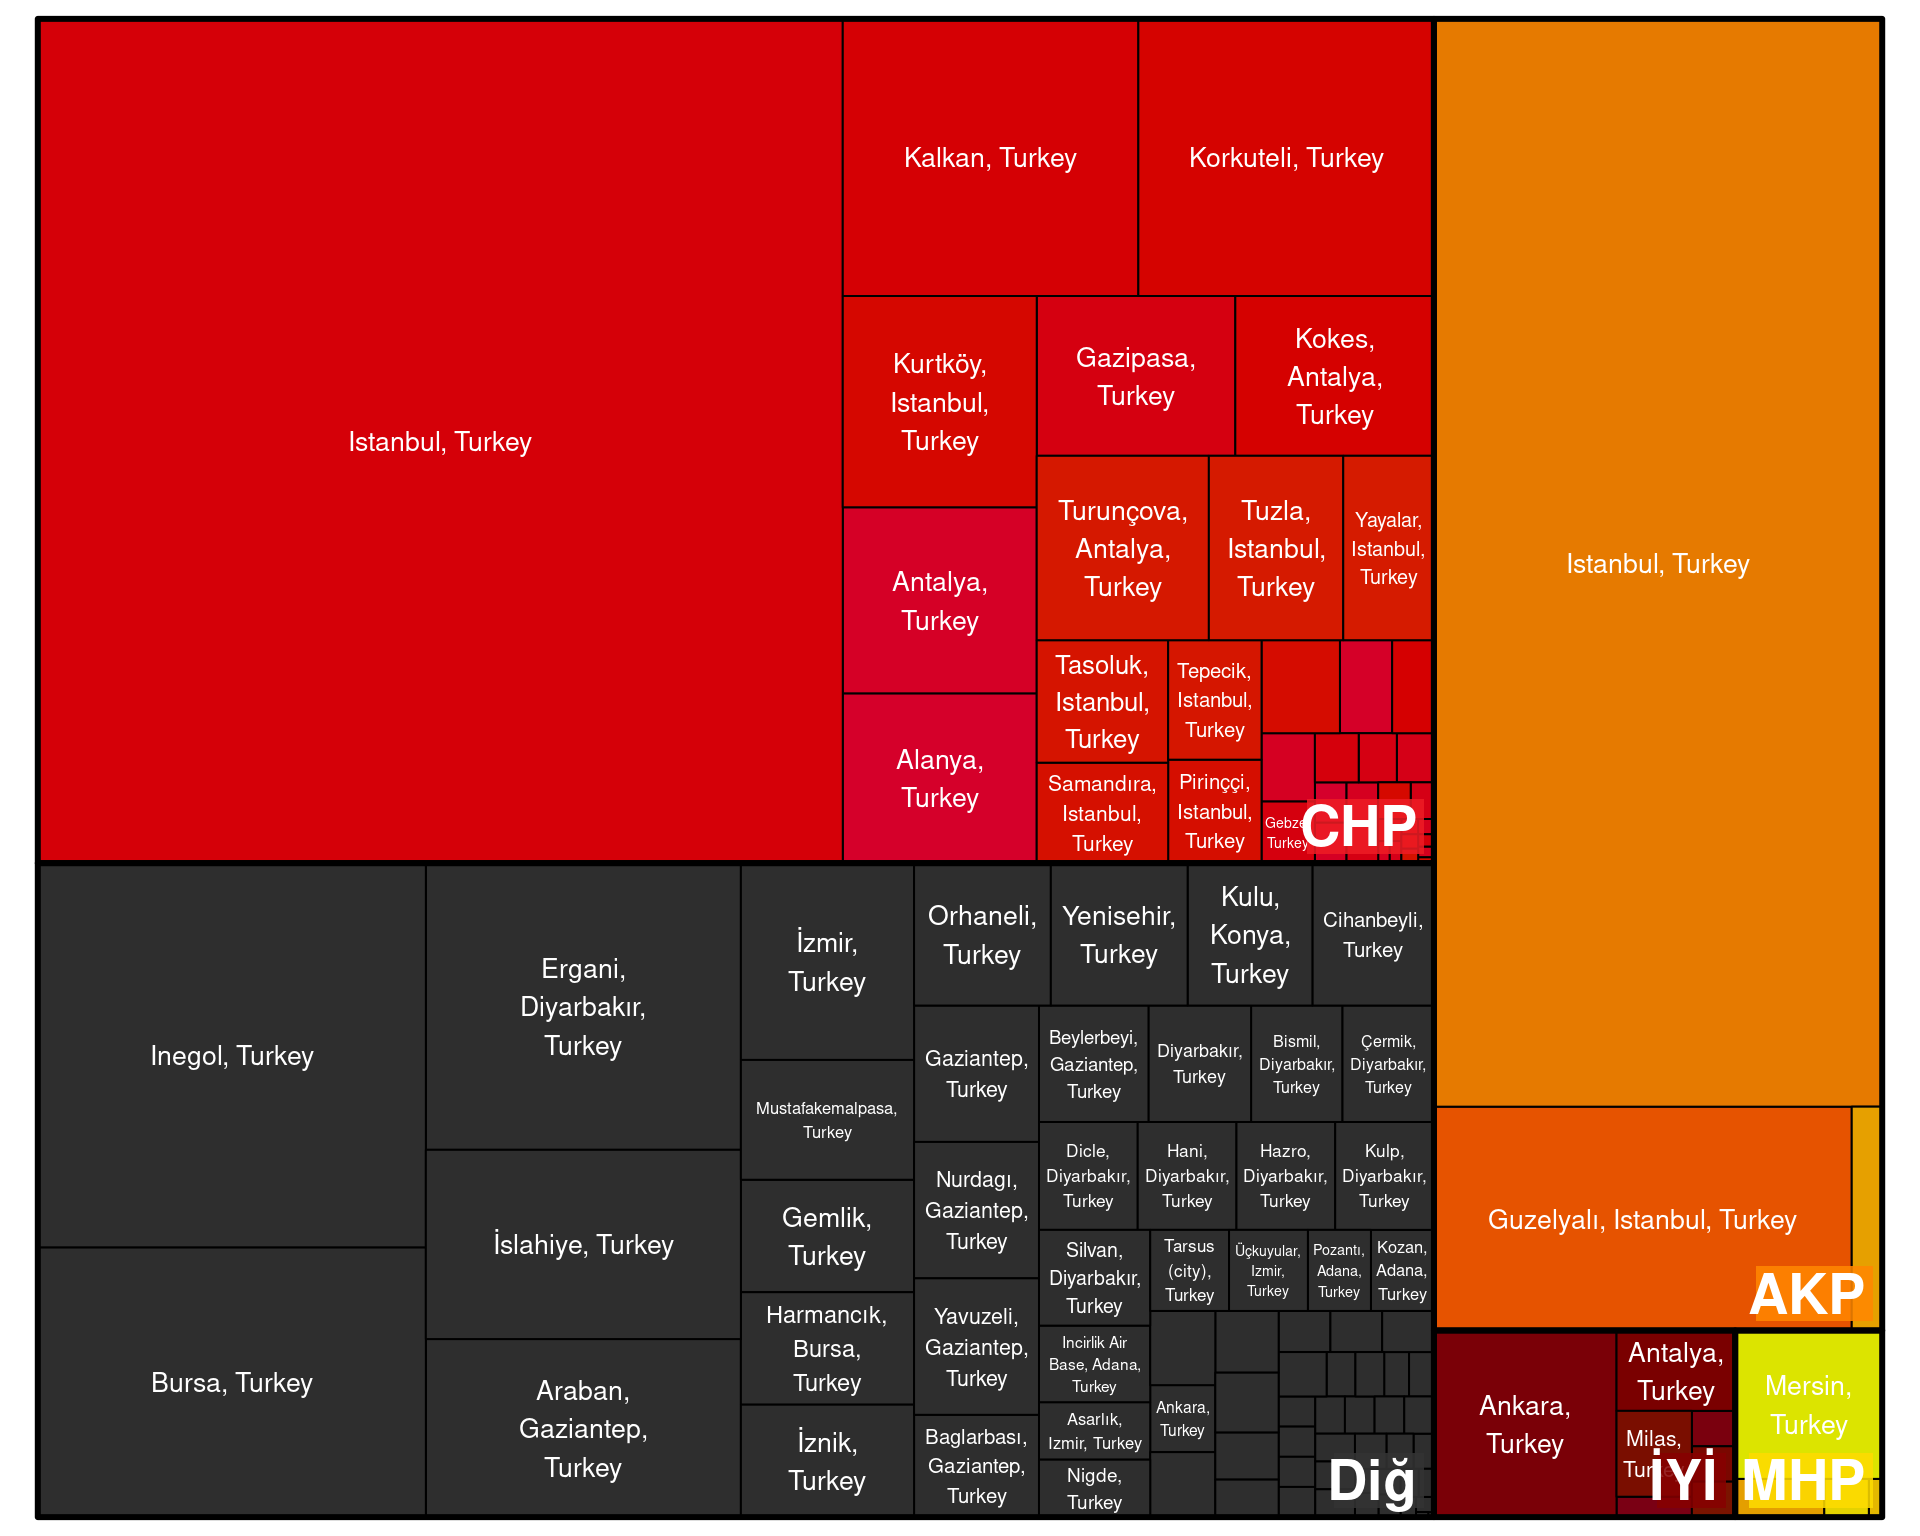 Istanbul, Turkey
Kalkan, Turkey
Korkuteli, Turkey
Kurtköy,
Istanbul,
Turkey
Gazipasa,
Turkey
Kokes,
Antalya,
Turkey
Antalya,
Turkey
Turunçova,
Antalya,
Turkey
Tuzla,
Istanbul,
Turkey
Yayalar,
Istanbul,
Turkey
Alanya,
Turkey
Tasoluk,
Istanbul,
Turkey
Tepecik,
Istanbul,
Turkey
Samandıra,
Istanbul,
Turkey
Pirinççi,
Istanbul,
Turkey
Gebze
Turkey
CHP
Istanbul, Turkey
Guzelyalı, Istanbul, Turkey
AKP
Inegol, Turkey
Bursa, Turkey
Ergani,
Diyarbakır,
Turkey
İslahiye, Turkey
Araban,
Gaziantep,
Turkey
İzmir,
Turkey
Mustafakemalpasa,
Turkey
Gemlik,
Turkey
Harmancık,
Bursa,
Turkey
İznik,
Turkey
Orhaneli,
Turkey
Yenisehir,
Turkey
Kulu,
Konya,
Turkey
Cihanbeyli,
Turkey
Gaziantep,
Turkey
Nurdagı,
Gaziantep,
Turkey
Yavuzeli,
Gaziantep,
Turkey
Baglarbası,
Gaziantep,
Turkey
Beylerbeyi,
Gaziantep,
Turkey
Diyarbakır,
Turkey
Bismil,
Diyarbakır,
Turkey
Çermik,
Diyarbakır,
Turkey
Dicle,
Diyarbakır,
Turkey
Hani,
Diyarbakır,
Turkey
Hazro,
Diyarbakır,
Turkey
Kulp,
Diyarbakır,
Turkey
Silvan,
Diyarbakır,
Turkey
Incirlik Air
Base, Adana,
Turkey
Asarlık,
Izmir, Turkey
Nigde,
Turkey
Tarsus
(city),
Turkey
Üçkuyular,
Izmir,
Turkey
Pozantı,
Adana,
Turkey
Kozan,
Adana,
Turkey
Ankara,
Turkey
Diğ
Ankara,
Turkey
Antalya,
Turkey
Milas,
Turkey
İYİ
Mersin,
Turkey
MHP